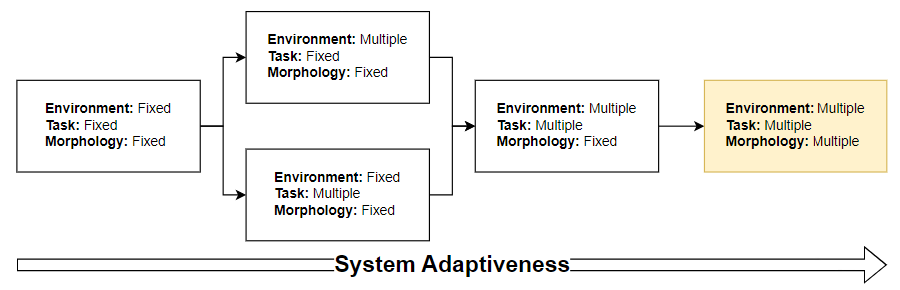 Environment: Fixed
Task: Fixed
Morphology: Fixed
Environment: Multiple
Task: Fixed
Morphology: Fixed
Environment: Fixed
Task: Multiple
Morphology: Fixed
Environment: Multiple
Task: Multiple
Morphology: Fixed
Environment: Multiple
Task: Multiple
Morphology: Multiple
System Adaptiveness